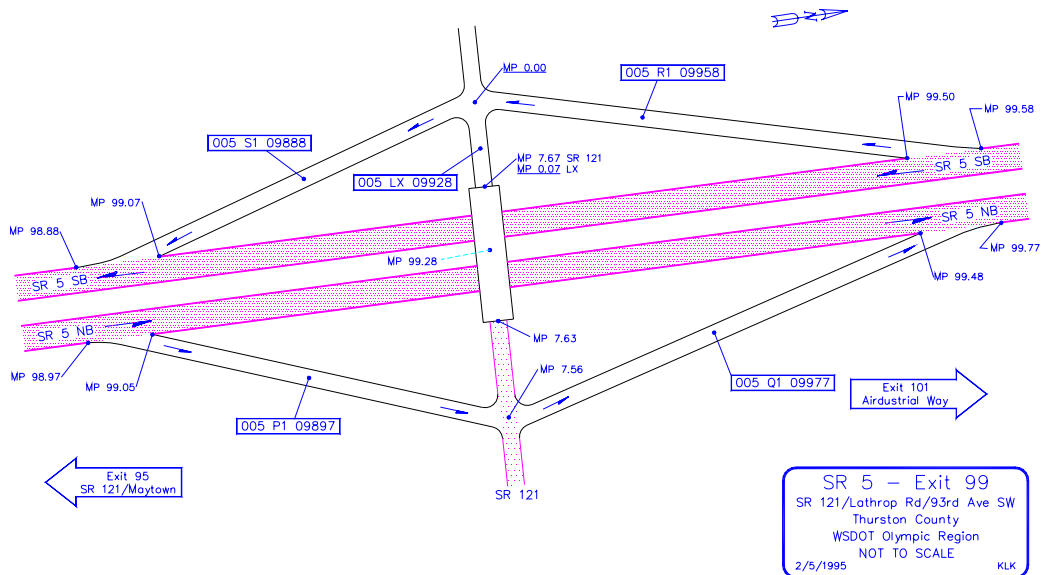 N
MP 0.00
005 R1 09958
MP 99.50
MP 99.58
005 S1 09888
005 LX 09928
MP 7.67 SR 121
MP 0.07 LX
SR 5 SB
MP 99.07
MP 98.88
MP 99.28
SR 5 NB
MP 99.77
SR 5 SB
MP 99.48
SR 5 NB
MP 7.63
MP 98.97
MP 99.05
MP 7.56
005 Q1 09977
Exit 101
Airdustrial Way
005 P1 09897
Exit 95
SR 121/Maytown
SR 121
SR 5 - Exit 99
SR 121/Lathrop Rd/93rd Ave SW
Thurston County
WSDOT Olympic Region
NOT TO SCALE
2/5/1995
KLK